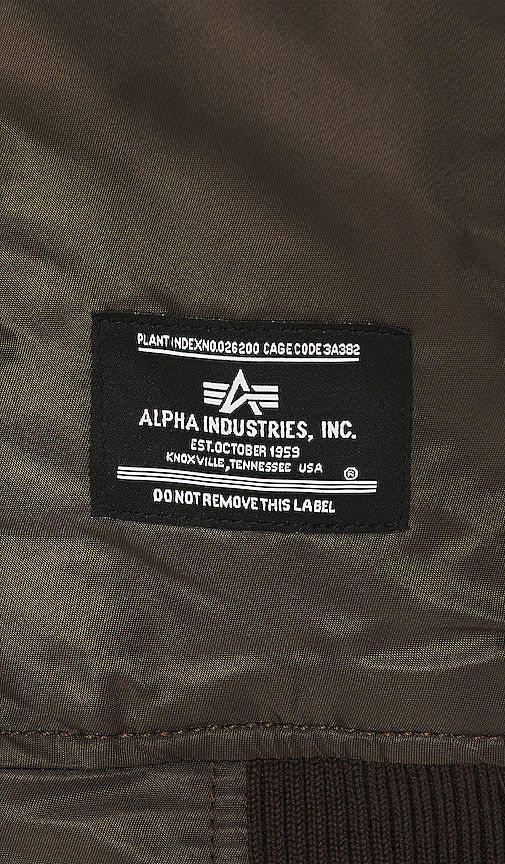 PLANT INDEXNO.026200 CAGE CODE 3A382
ALPHA INDUSTRIES, INC.
EST.OCTOBER 1959
KNOXVILLE, TENNESSEE USA ®
DO NOT REMOVE THIS LABEL